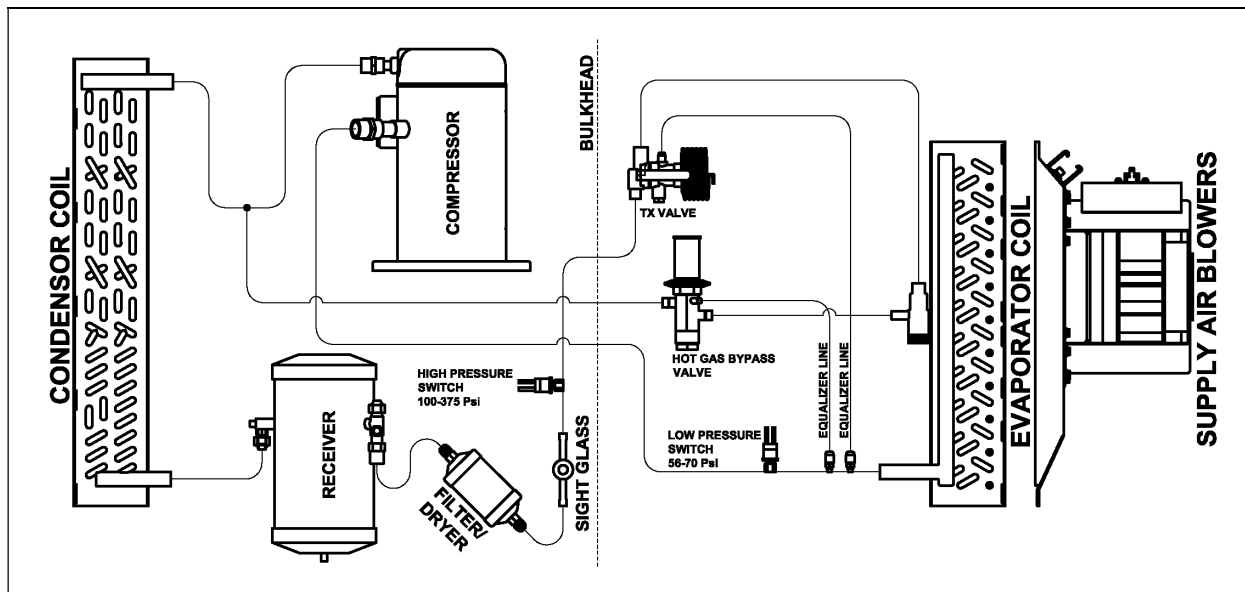 CONDENSOR COIL
COMPRESSOR
BULKHEAD
TX VALVE
HOT GAS BYPASS
VALVE
HIGH PRESSURE
SWITCH
100-375 Psi
RECEIVER
FILTER/
DRYER
SIGHT GLASS
LOW PRESSURE
SWITCH
56-70 Psi
EQUALIZER LINE
EQUALIZER LINE
EVAPORATOR COIL
SUPPLY AIR BLOWERS